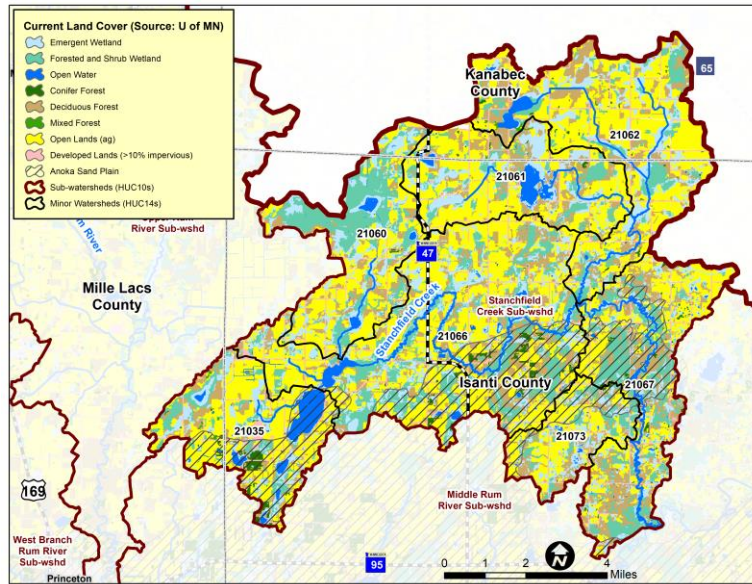 Current Land Cover (Source: U of MN)
Emergent Wetland
Forested and Shrub Wetland
Open Water
Conifer Forest
Deciduous Forest
Mixed Forest
Open Lands (ag)
Developed Lands (>10% impervious)
Anoka Sand Plain
Sub-watersheds (HUC10s)
Minor Watersheds (HUC14s)
Kanabec
County
65
21062
21061
River Sub-wshd
21060
47
Mille Lacs
County
Stanchfield Creek
Stanchfield
Creek Sub-wshd
21066
Isanti County
21067
21035
21073
169
Middle Rum
River Sub-wshd
West Branch
Rum River
Sub-wshd
Princeton
95
N
0 1 2 4
Miles